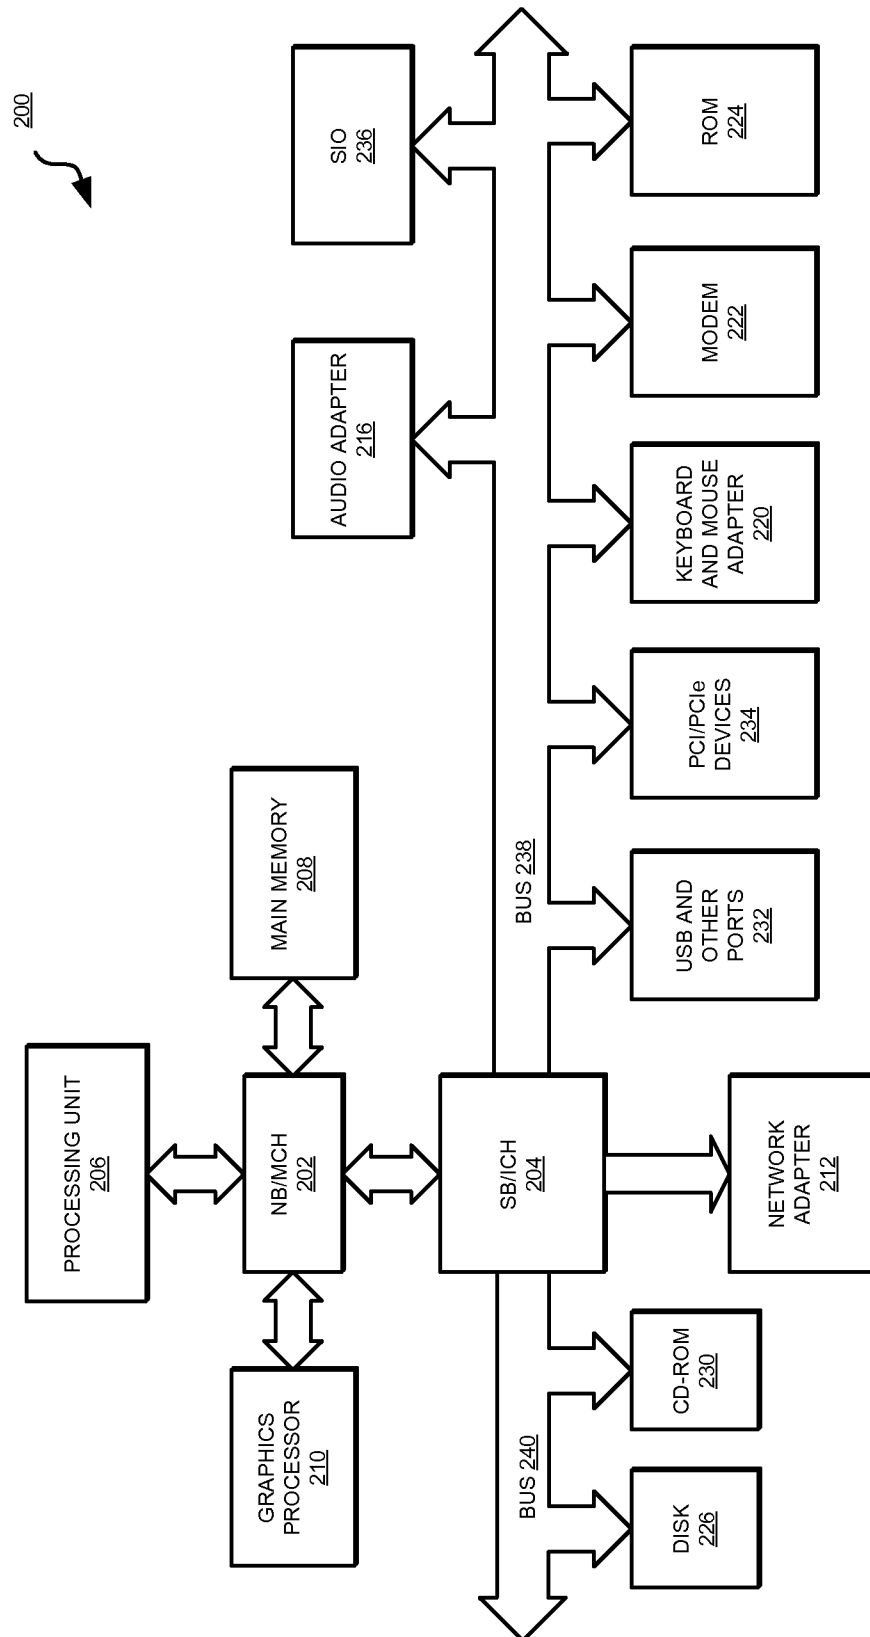 200
PROCESSING UNIT
206
GRAPHICS
PROCESSOR
210
NB/MCH
202
MAIN MEMORY
208
AUDIO ADAPTER
216
SIO
236
SB/ICH
204
BUS 240
BUS 238
DISK
226
CD-ROM
230
NETWORK
ADAPTER
212
USB AND
OTHER
PORTS
232
PCI/PCIe
DEVICES
234
KEYBOARD
AND MOUSE
ADAPTER
220
MODEM
222
ROM
224